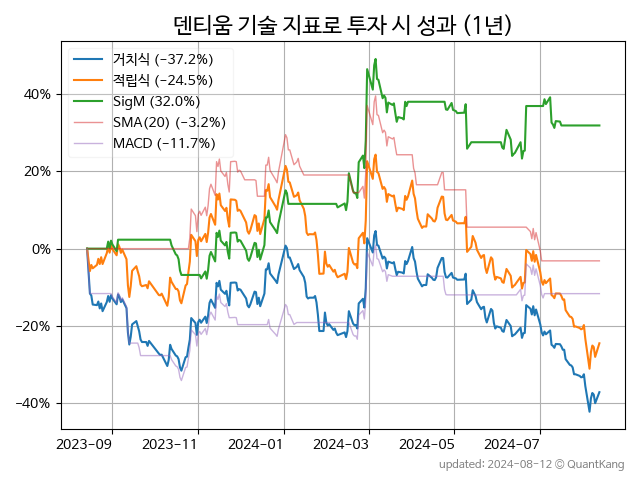 덴티움 기술 지표로 투자 시 성과 (1년)
거치식 (-37.2%)
적립식 (-24.5%)
SigM (32.0%)
SMA(20) (-3.2%)
MACD (-11.7%)
40%
20%
0%
-20%
-40%
2023-09 2023-11 2024-01 2024-03 2024-05 2024-07
updated: 2024-08-12 © QuantKang